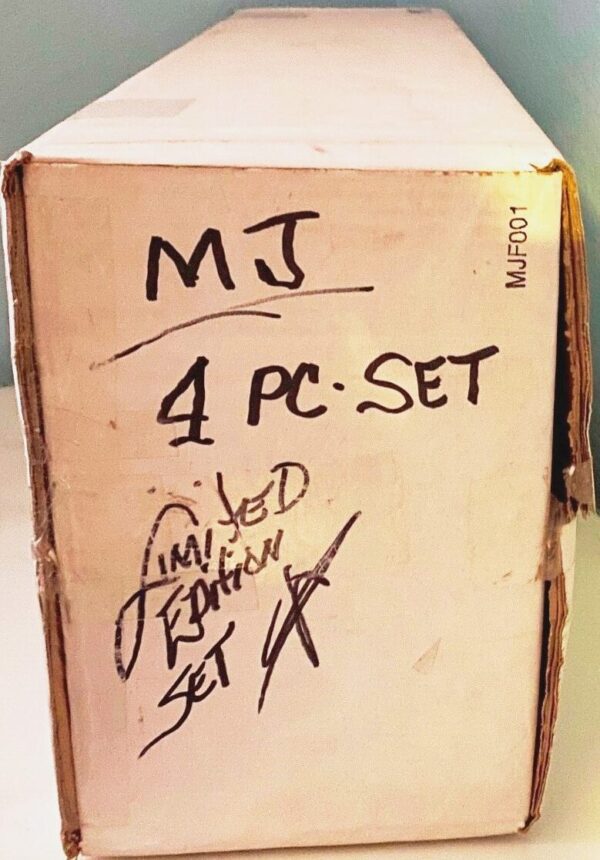 MJ
MJF001
4 PC. SET
LIMITED
EDITION
SET